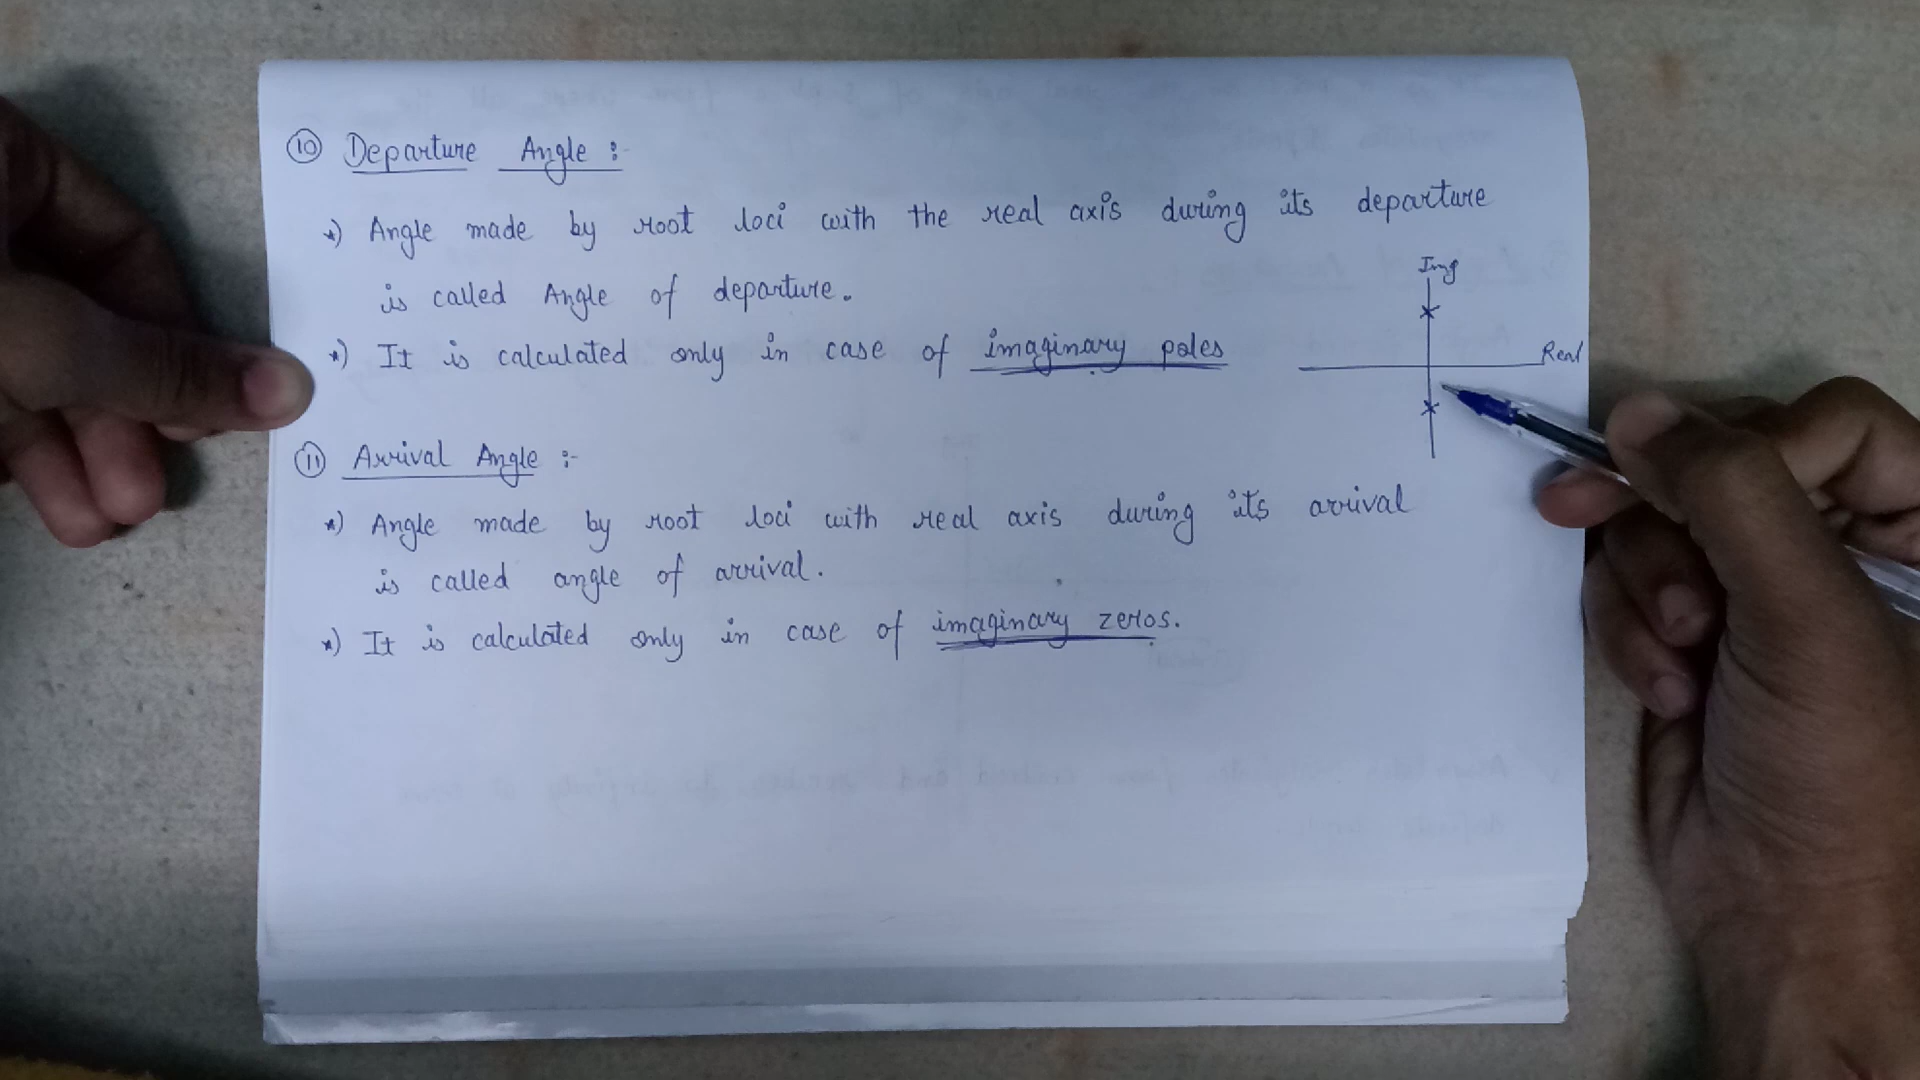 10 Departure Angle :-
*) Angle made by root loci with the real axis during its departure
is called Angle of departure.
*) It is calculated only in case of imaginary poles
Img
Real
11 Arrival Angle :-
*) Angle made by root loci with real axis during its arrival
is called angle of arrival.
*) It is calculated only in case of imaginary zeros.